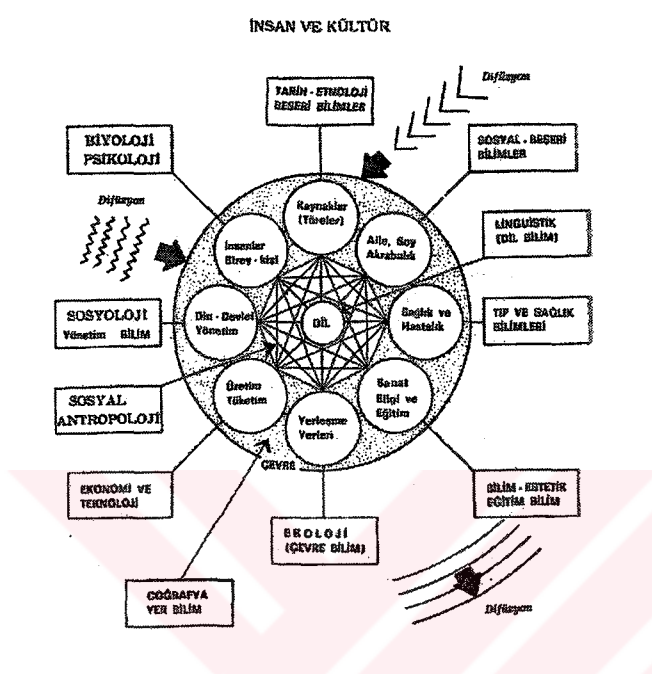 İNSAN VE KÜLTÜR
Difüzyon
TARİH - ETNOLOJİ
BEŞERİ BİLİMLER
BİYOLOJİ
PSİKOLOJİ
SOSYAL - BEŞERİ
BİLİMLER
Difüzyon
Kaynaklar
(Töreler)
İnsanlar
Birey - kişi
Aile, Soy
Akrabalık
LİNGUİSTİK
(DİL BİLİM)
SOSYOLOJİ
Yönetim BİLİM
Din - Devlet
Yönetim
DİL
Sağlık ve
Hastalık
TIP VE SAĞLIK
BİLİMLERİ
SOSYAL
ANTROPOLOJİ
Üretim
Tüketim
Yerleşme
Yerleri
Sanat
Bilgi ve
Eğitim
ÇEVRE
EKONOMİ VE
TEKNOLOJİ
BİLİM - ESTETİK
EĞİTİM BİLİM
EKOLOJİ
(ÇEVRE BİLİM)
COĞRAFYA
YER BİLİM
Difüzyon